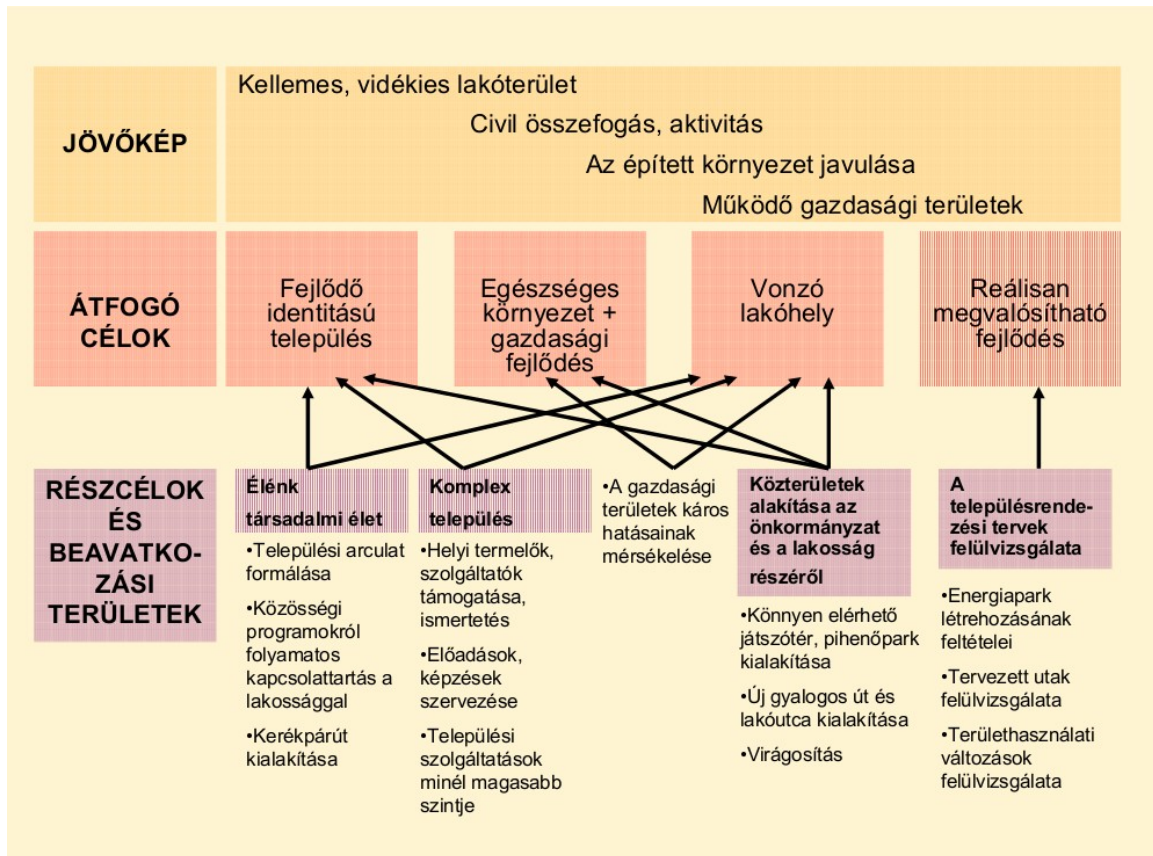 JÖVŐKÉP
Kellemes, vidékies lakóterület
Civil összefogás, aktivitás
Az épített környezet javulása
Működő gazdasági területek
ÁTFOGÓ
CÉLOK
Fejlődő
identitású
település
Egészséges
környezet +
gazdasági
fejlődés
Vonzó
lakóhely
Reálisan
megvalósítható
fejlődés
RÉSZCÉLOK
ÉS
BEAVATKO-
ZÁSI
TERÜLETEK
Élénk
társadalmi élet
•Települési arculat
formálása
•Közösségi
programokról
folyamatos
kapcsolattartás a
lakossággal
•Kerékpárút
kialakítása
Komplex
település
•Helyi termelők,
szolgáltatók
támogatása,
ismertetés
•Előadások,
képzések
szervezése
•Települési
szolgáltatások
minél magasabb
szintje
•A gazdasági
területek káros
hatásainak
mérsékelése
Közterületek
alakítása az
önkormányzat
és a lakosság
részéről
•Könnyen elérhető
játszótér, pihenőpark
kialakítása
•Új gyalogos út és
lakóutca kialakítása
•Virágosítás
A
településrende-
zési tervek
felülvizsgálata
•Energiapark
létrehozásának
feltételei
•Tervezett utak
felülvizsgálata
•Területhasználati
változások
felülvizsgálata